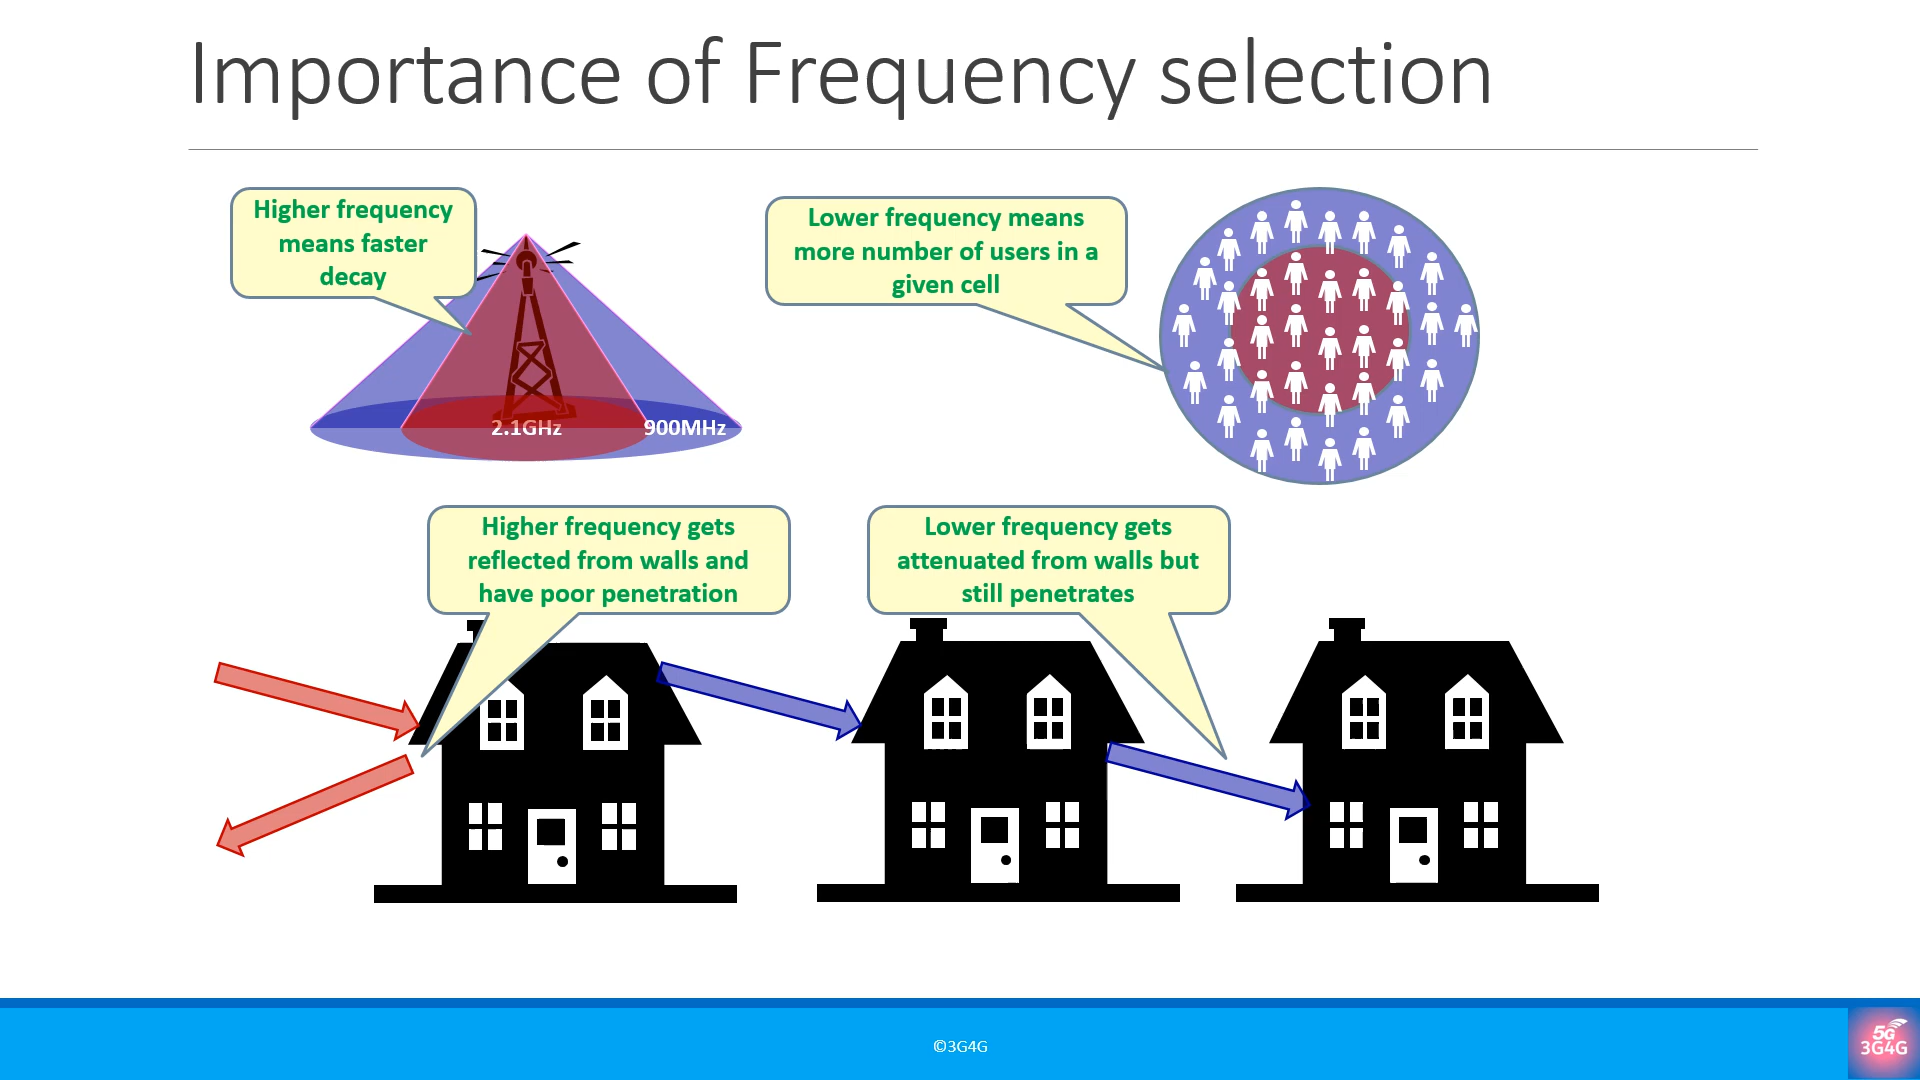 Importance of Frequency selection
Higher frequency
means faster
decay
2.1GHz
900MHz
Lower frequency means
more number of users in a
given cell
Higher frequency gets
reflected from walls and
have poor penetration
Lower frequency gets
attenuated from walls but
still penetrates
©3G4G
5G
3G4G